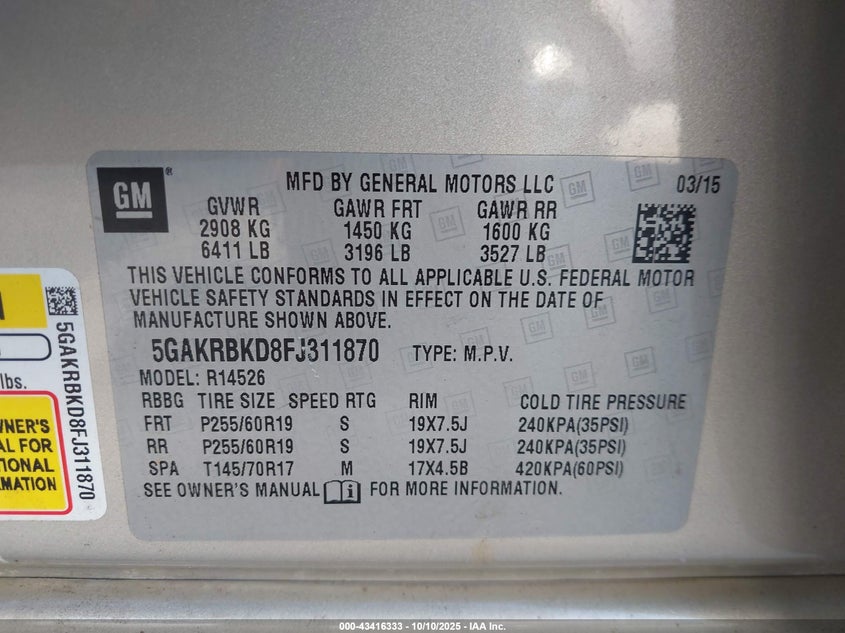 GM ®
MFD BY GENERAL MOTORS LLC 03/15
GVWR GAWR FRT GAWR RR
2908 KG 1450 KG 1600 KG
6411 LB 3196 LB 3527 LB
THIS VEHICLE CONFORMS TO ALL APPLICABLE U.S. FEDERAL MOTOR
VEHICLE SAFETY STANDARDS IN EFFECT ON THE DATE OF
MANUFACTURE SHOWN ABOVE.
5GAKRBKD8FJ311870 TYPE: M.P.V.
MODEL: R14526
RBBG TIRE SIZE SPEED RTG RIM COLD TIRE PRESSURE
FRT P255/60R19 S 19X7.5J 240KPA(35PSI)
RR P255/60R19 S 19X7.5J 240KPA(35PSI)
SPA T145/70R17 M 17X4.5B 420KPA(60PSI)
SEE OWNER'S MANUAL i FOR MORE INFORMATION.
5GAKRBKD8FJ311870
lbs.
OWNER'S
FOR
000-43416333 - 10/10/2025 - IAA Inc.